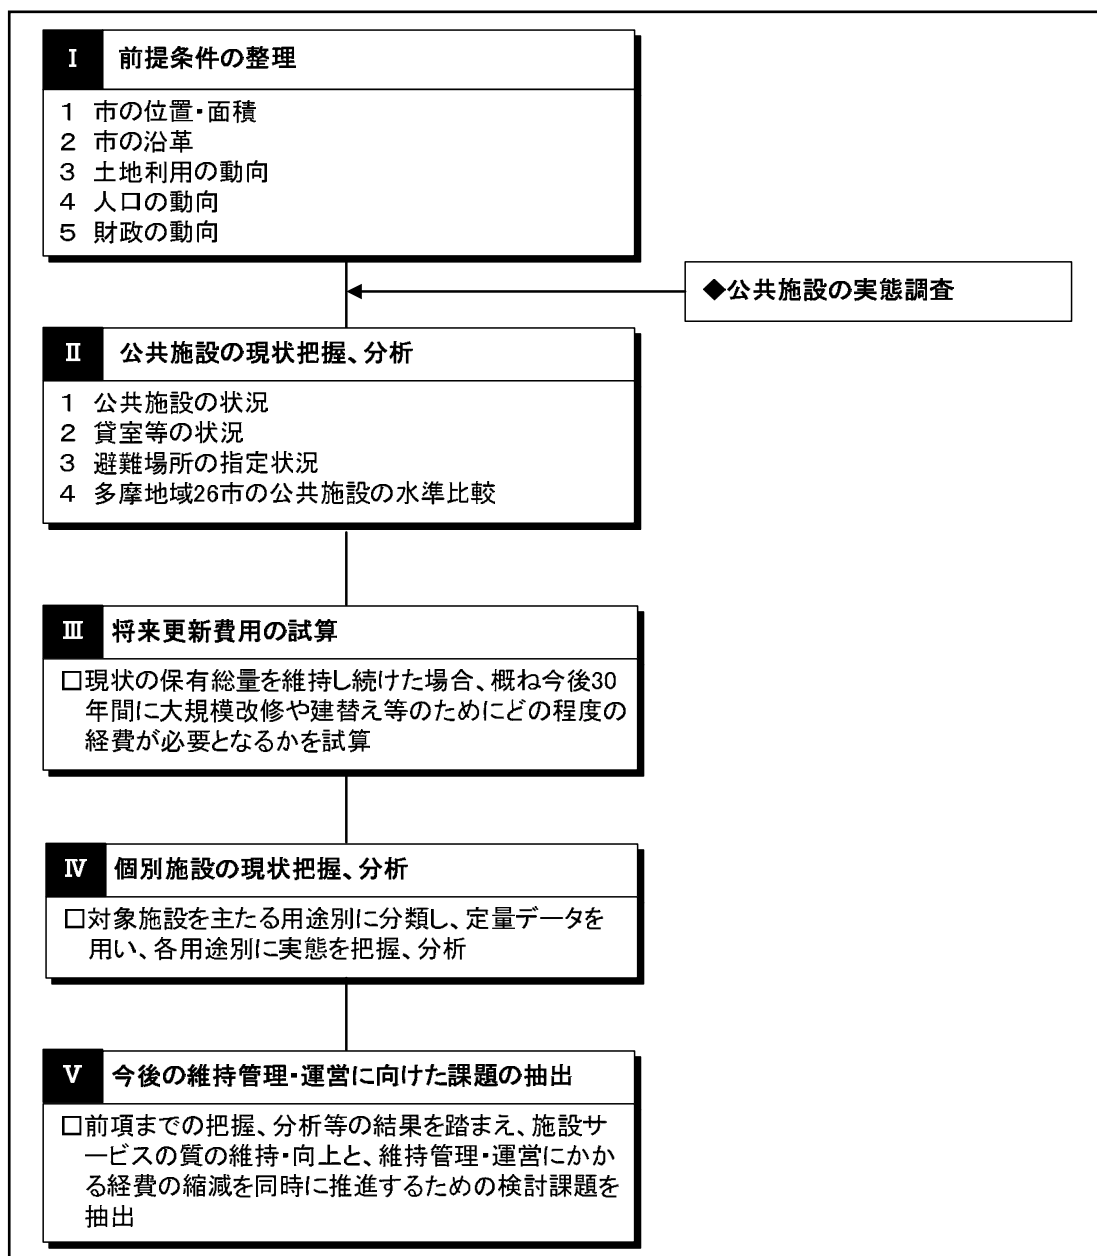 Ⅰ 前提条件の整理
1 市の位置・面積
2 市の沿革
3 土地利用の動向
4 人口の動向
5 財政の動向
◆公共施設の実態調査
Ⅱ 公共施設の現状把握、分析
1 公共施設の状況
2 貸室等の状況
3 避難場所の指定状況
4 多摩地域26市の公共施設の水準比較
Ⅲ 将来更新費用の試算
□現状の保有総量を維持し続けた場合、概ね今後30
年間に大規模改修や建替え等のためにどの程度の
経費が必要となるかを試算
Ⅳ 個別施設の現状把握、分析
□対象施設を主たる用途別に分類し、定量データを
用い、各用途別に実態を把握、分析
Ⅴ 今後の維持管理・運営に向けた課題の抽出
□前項までの把握、分析等の結果を踏まえ、施設サ
ービスの質の維持・向上と、維持管理・運営にかか
る経費の縮減を同時に推進するための検討課題を
抽出